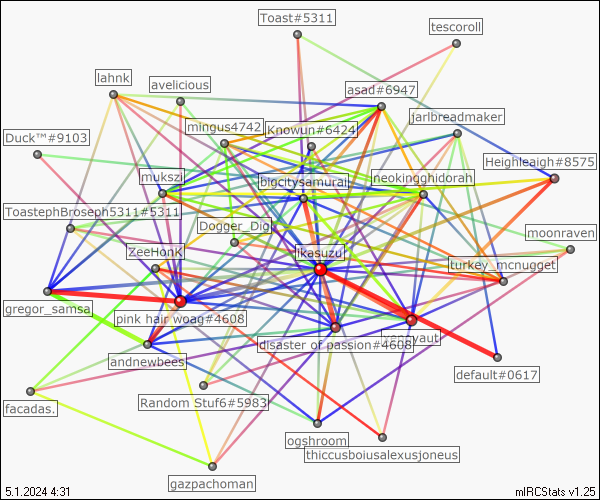 Toast#5311
tescoroll
lahnk
avelicious
asad#6947
jarlbreadmaker
mingus4742
Knowun#6424
Duck™#9103
Heighleaigh#8575
mukszi
bigcitysamurai
neokingghidorah
ToastephBroseph5311#5311
Dogger_Dig
moonraven
ZeeHonK
ikasuzu
turkey_mcnugget
gregor_samsa
pink hair woag#4608
disaster of passion#4608
andnewbees
default#0617
facadas.
Random Stuf6#5983
ogshroom
thiccusboiusalexusjoneus
gazpachoman
5.1.2024 4:31
mIRCStats v1.25